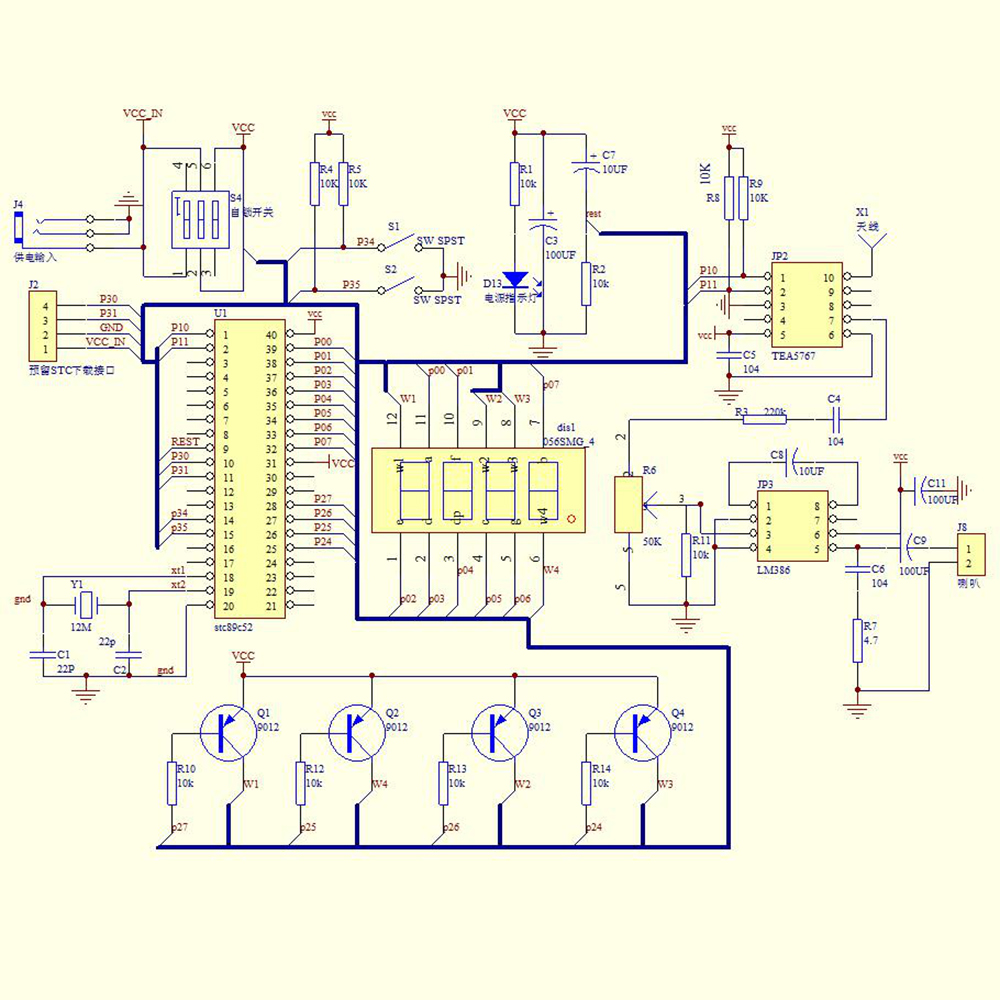 VCC_IN
VCC
4 5 6
S4
自锁开关
1 2 3
J4
供电输入
J2
4 P30
3 P31
2 GND
1 VCC_IN
预留STC下载接口
vcc
R4
10K
R5
10K
P34
S1
SW SPST
P35
S2
SW SPST
VCC
R1
10k
C3
100UF
C7
10UF
rest
R2
10k
D13
电源指示灯
vcc
10K
R8
R9
10K
X1
天线
P10
P11
vcc
JP2
1 10
2 9
3 8
4 7
5 6
TEA5767
C5
104
R3 220k
C4
104
U1
vcc
P10 1 40
P11 2 39 P00
3 38 P01
4 37 P02
5 36 P03
6 35 P04
7 34 P05
8 33 P06
REST 9 32 P07
P30 10 31 VCC
P31 11 30
12 29
13 28 P27
p34 14 27 P26
p35 15 26 P25
16 25 P24
17 24
xt1 18 23
xt2 19 22
20 21
stc89c52
gnd
Y1
12M
22p
C1
22P
C2
gnd
p00 p01 p07
W1 W2 W3
12 11 10 9 8 7
dis1
056SMG_4
w1 a f w2 w3 b
e d cp c g w4
1 2 3 4 5 6
p04 W4
p02 p03 p05 p06
2
2
R6
3
50K
5
5
R11
10k
C8
10UF
JP3
1 8
2 7
3 6
4 5
LM386
vcc
C11
100UF
C9
100UF
J8
1
2
喇叭
C6
104
R7
4.7
VCC
Q1
9012
R10
10k
W1
p27
Q2
9012
R12
10k
W4
p25
Q3
9012
R13
10k
W2
p26
Q4
9012
R14
10k
W3
p24